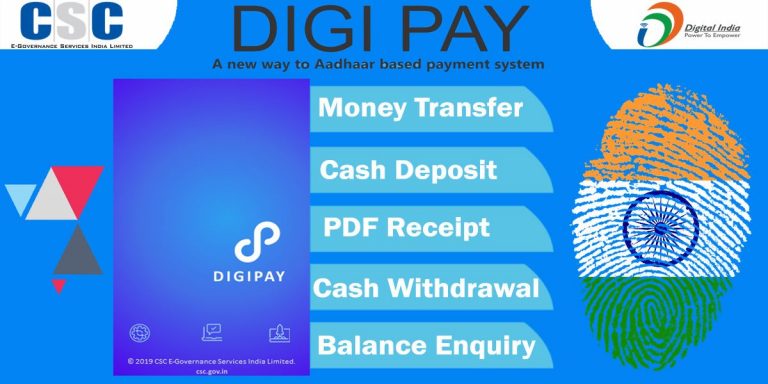 CSC
E-GOVERNANCE SERVICES INDIA LIMITED
DIGI PAY
A new way to Aadhaar based payment system
Digital India
Power To Empower
Money Transfer
Cash Deposit
PDF Receipt
Cash Withdrawal
Balance Enquiry
DIGIPAY
© 2019 CSC E-Governance Services India Limited.
csc.gov.in